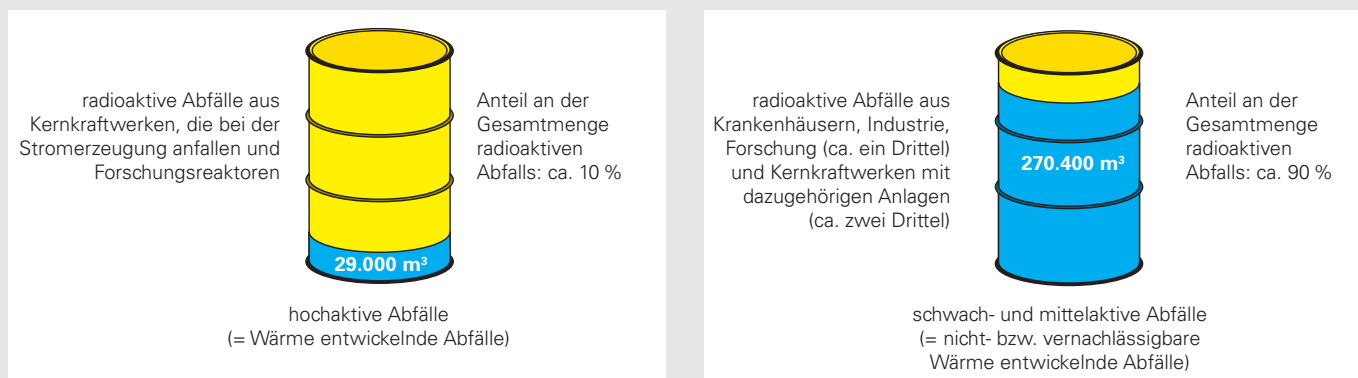 radioaktive Abfälle aus
Kernkraftwerken, die bei der
Stromerzeugung anfallen und
Forschungsreaktoren
Anteil an der
Gesamtmenge
radioaktiven
Abfalls: ca. 10 %
29.000 m³
hochaktive Abfälle
(= Wärme entwickelnde Abfälle)
radioaktive Abfälle aus
Krankenhäusern, Industrie,
Forschung (ca. ein Drittel)
und Kernkraftwerken mit
dazugehörigen Anlagen
(ca. zwei Drittel)
270.400 m³
Anteil an der
Gesamtmenge
radioaktiven
Abfalls: ca. 90 %
schwach- und mittelaktive Abfälle
(= nicht- bzw. vernachlässigbare
Wärme entwickelnde Abfälle)